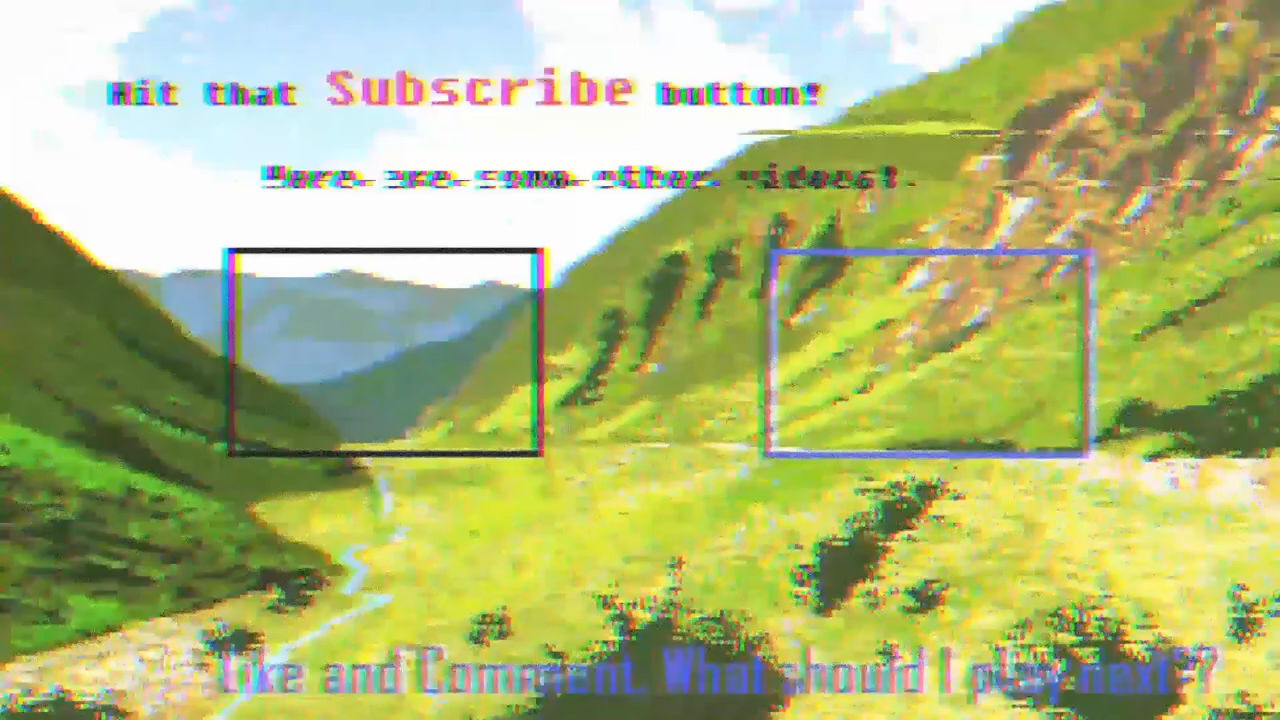 Hit that Subscribe button!
Here are some other videos!
Like and Comment. What should I play next??